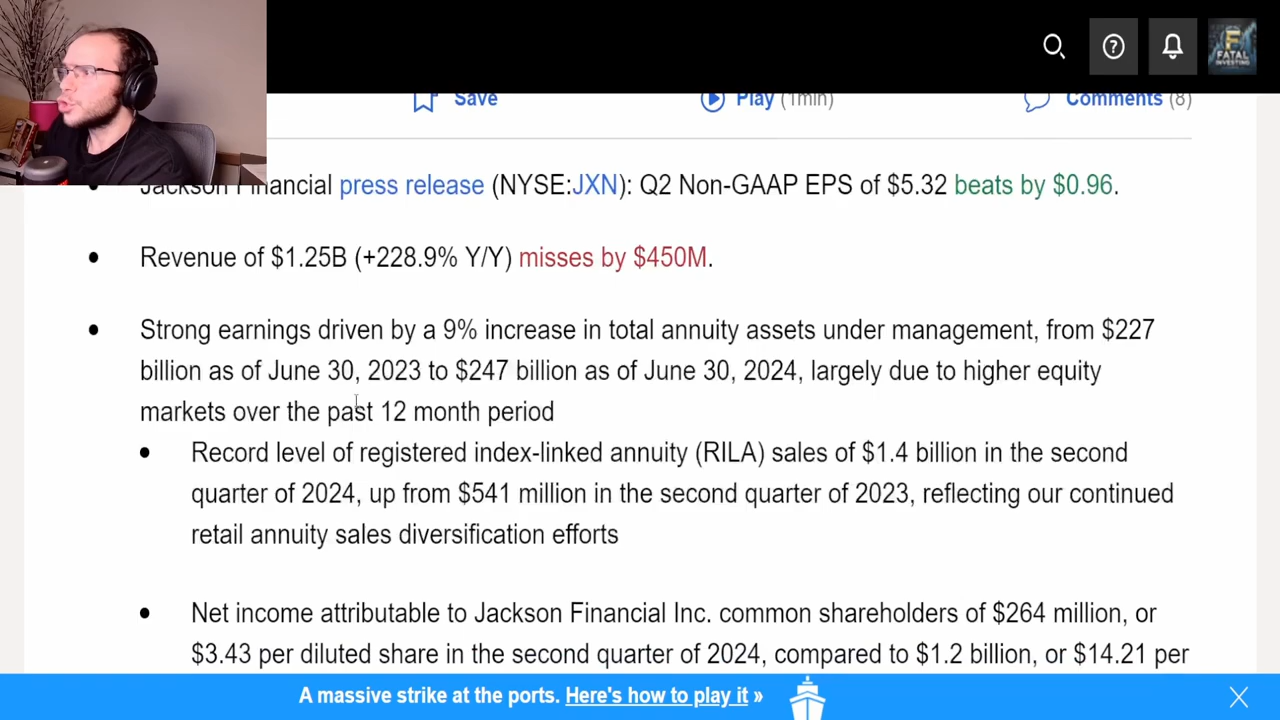 F
FATAL
INVESTING
Save
Play (1min)
Comments (8)
Jackson Financial press release (NYSE:JXN): Q2 Non-GAAP EPS of $5.32 beats by $0.96.
Revenue of $1.25B (+228.9% Y/Y) misses by $450M.
Strong earnings driven by a 9% increase in total annuity assets under management, from $227
billion as of June 30, 2023 to $247 billion as of June 30, 2024, largely due to higher equity
markets over the past 12 month period
Record level of registered index-linked annuity (RILA) sales of $1.4 billion in the second
quarter of 2024, up from $541 million in the second quarter of 2023, reflecting our continued
retail annuity sales diversification efforts
Net income attributable to Jackson Financial Inc. common shareholders of $264 million, or
$3.43 per diluted share in the second quarter of 2024, compared to $1.2 billion, or $14.21 per
A massive strike at the ports. Here's how to play it »